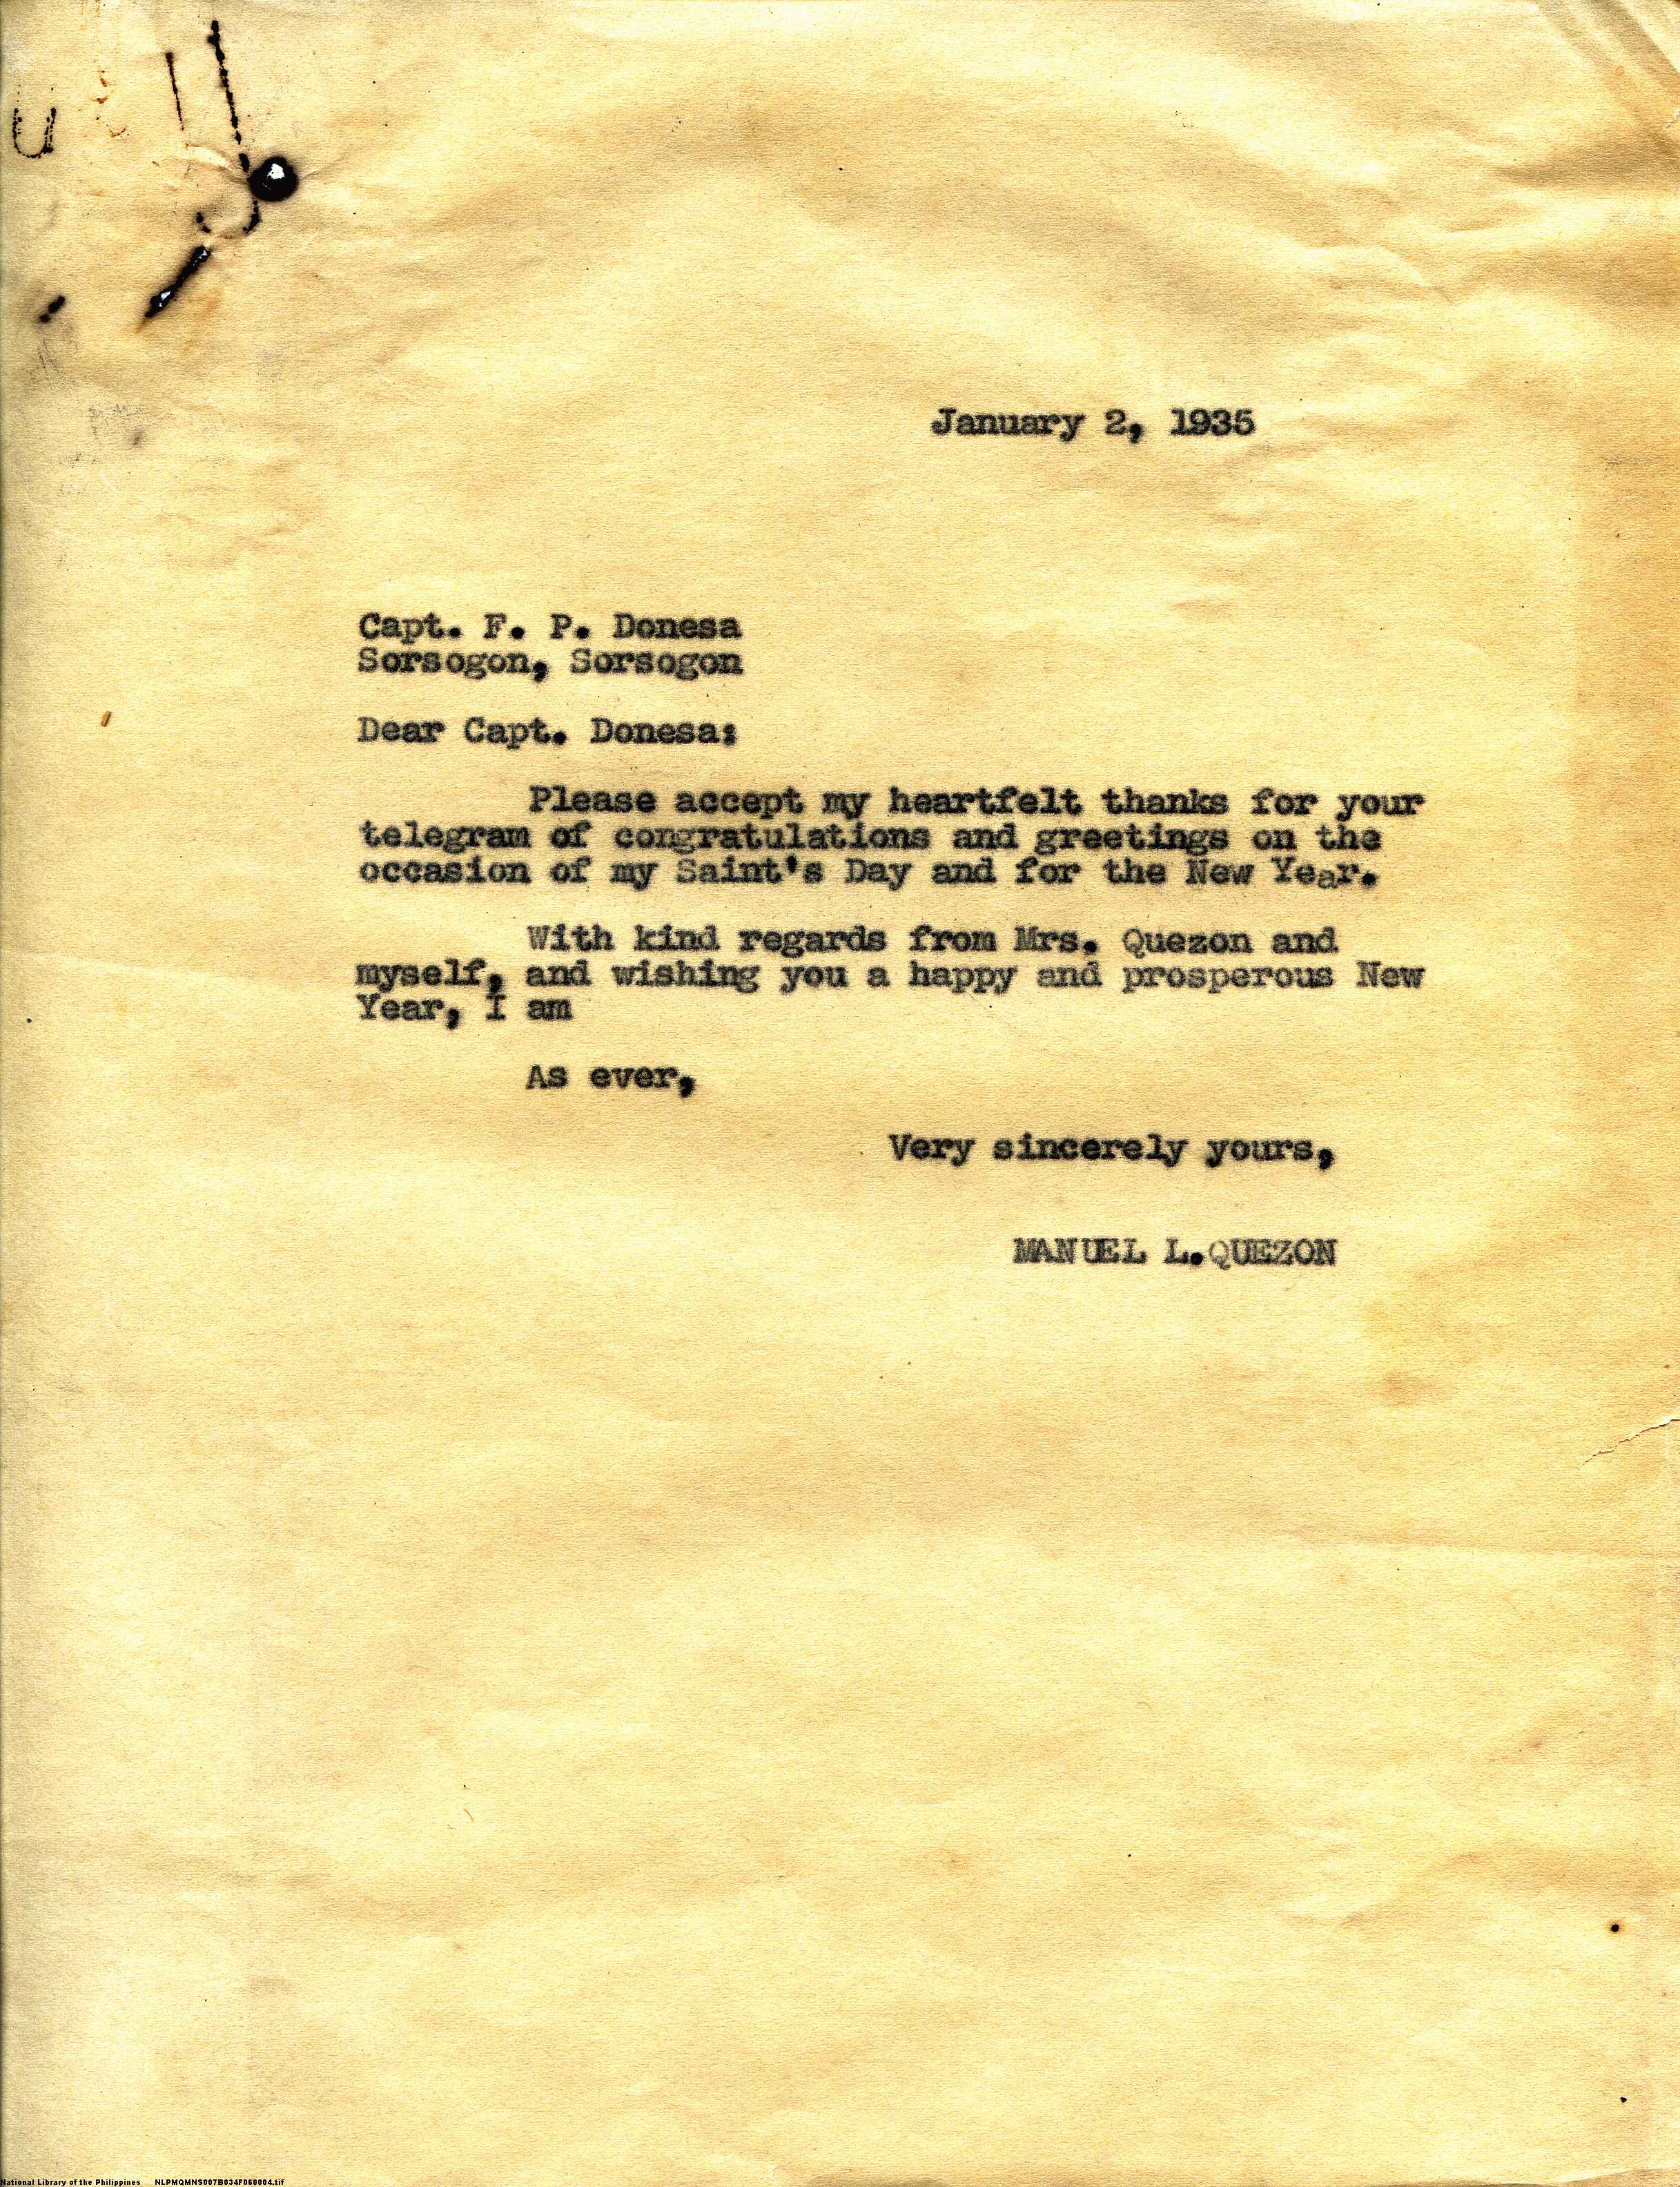 January 2, 1935
Capt. F. P. Donesa
Sorsogon, Sorsogon
Dear Capt. Donesa:
Please accept my heartfelt thanks for your
telegram of congratulations and greetings on the
occasion of my Saint's Day and for the New Year.
With kind regards from Mrs. Quezon and
myself, and wishing you a happy and prosperous New
Year, I am
As ever,
Very sincerely yours,
MANUEL L.QUEZON
National Library of the Philippines NLPMQMNS007B034F060004.tif